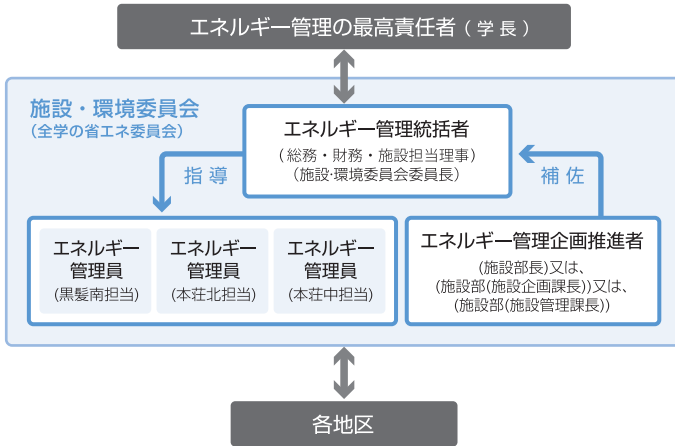 エネルギー管理の最高責任者(学長)
施設・環境委員会
(全学の省エネ委員会)
エネルギー管理統括者
(総務・財務・施設担当理事)
(施設・環境委員会委員長)
指導
補佐
エネルギー
管理員
(黒髪南担当)
エネルギー
管理員
(本荘北担当)
エネルギー
管理員
(本荘中担当)
エネルギー管理企画推進者
(施設部長)又は、
(施設部(施設企画課長))又は、
(施設部(施設管理課長))
各地区